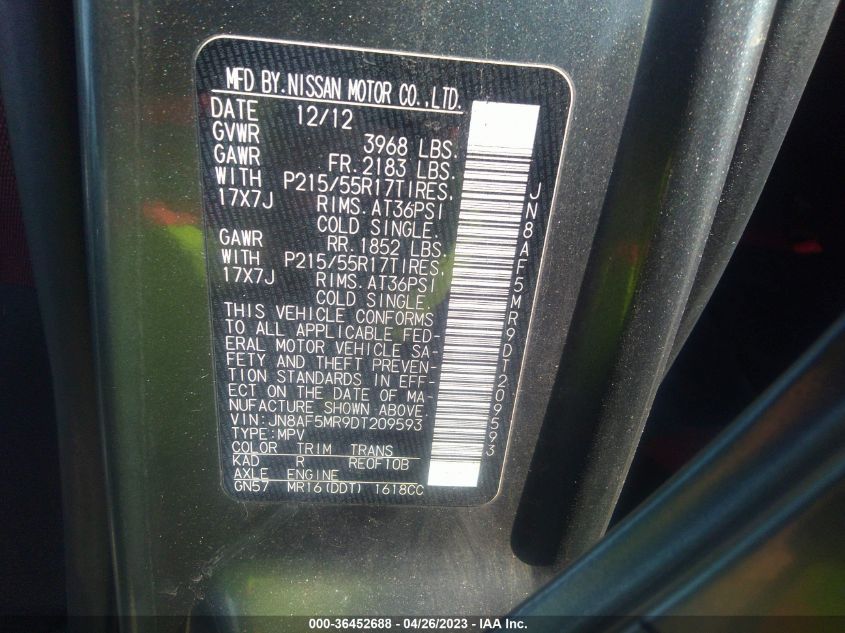 MFD BY.NISSAN MOTOR CO.,LTD.
DATE 12/12
GVWR 3968 LBS.
GAWR FR.2183 LBS.
WITH P215/55R17TIRES,
17X7J RIMS.AT36PSI
COLD SINGLE.
GAWR RR.1852 LBS.
WITH P215/55R17TIRES,
17X7J RIMS.AT36PSI
COLD SINGLE.
THIS VEHICLE CONFORMS
TO ALL APPLICABLE FED-
ERAL MOTOR VEHICLE SA-
FETY AND THEFT PREVEN-
TION STANDARDS IN EFF-
ECT ON THE DATE OF MA-
NUFACTURE SHOWN ABOVE.
VIN:JN8AF5MR9DT209593
TYPE:MPV
COLOR TRIM TRANS
KAD R RE0F10B
AXLE ENGINE
GN57 MR16(DDT) 1618CC
JN8AF5MR9DT209593
000-36452688 - 04/26/2023 - IAA Inc.